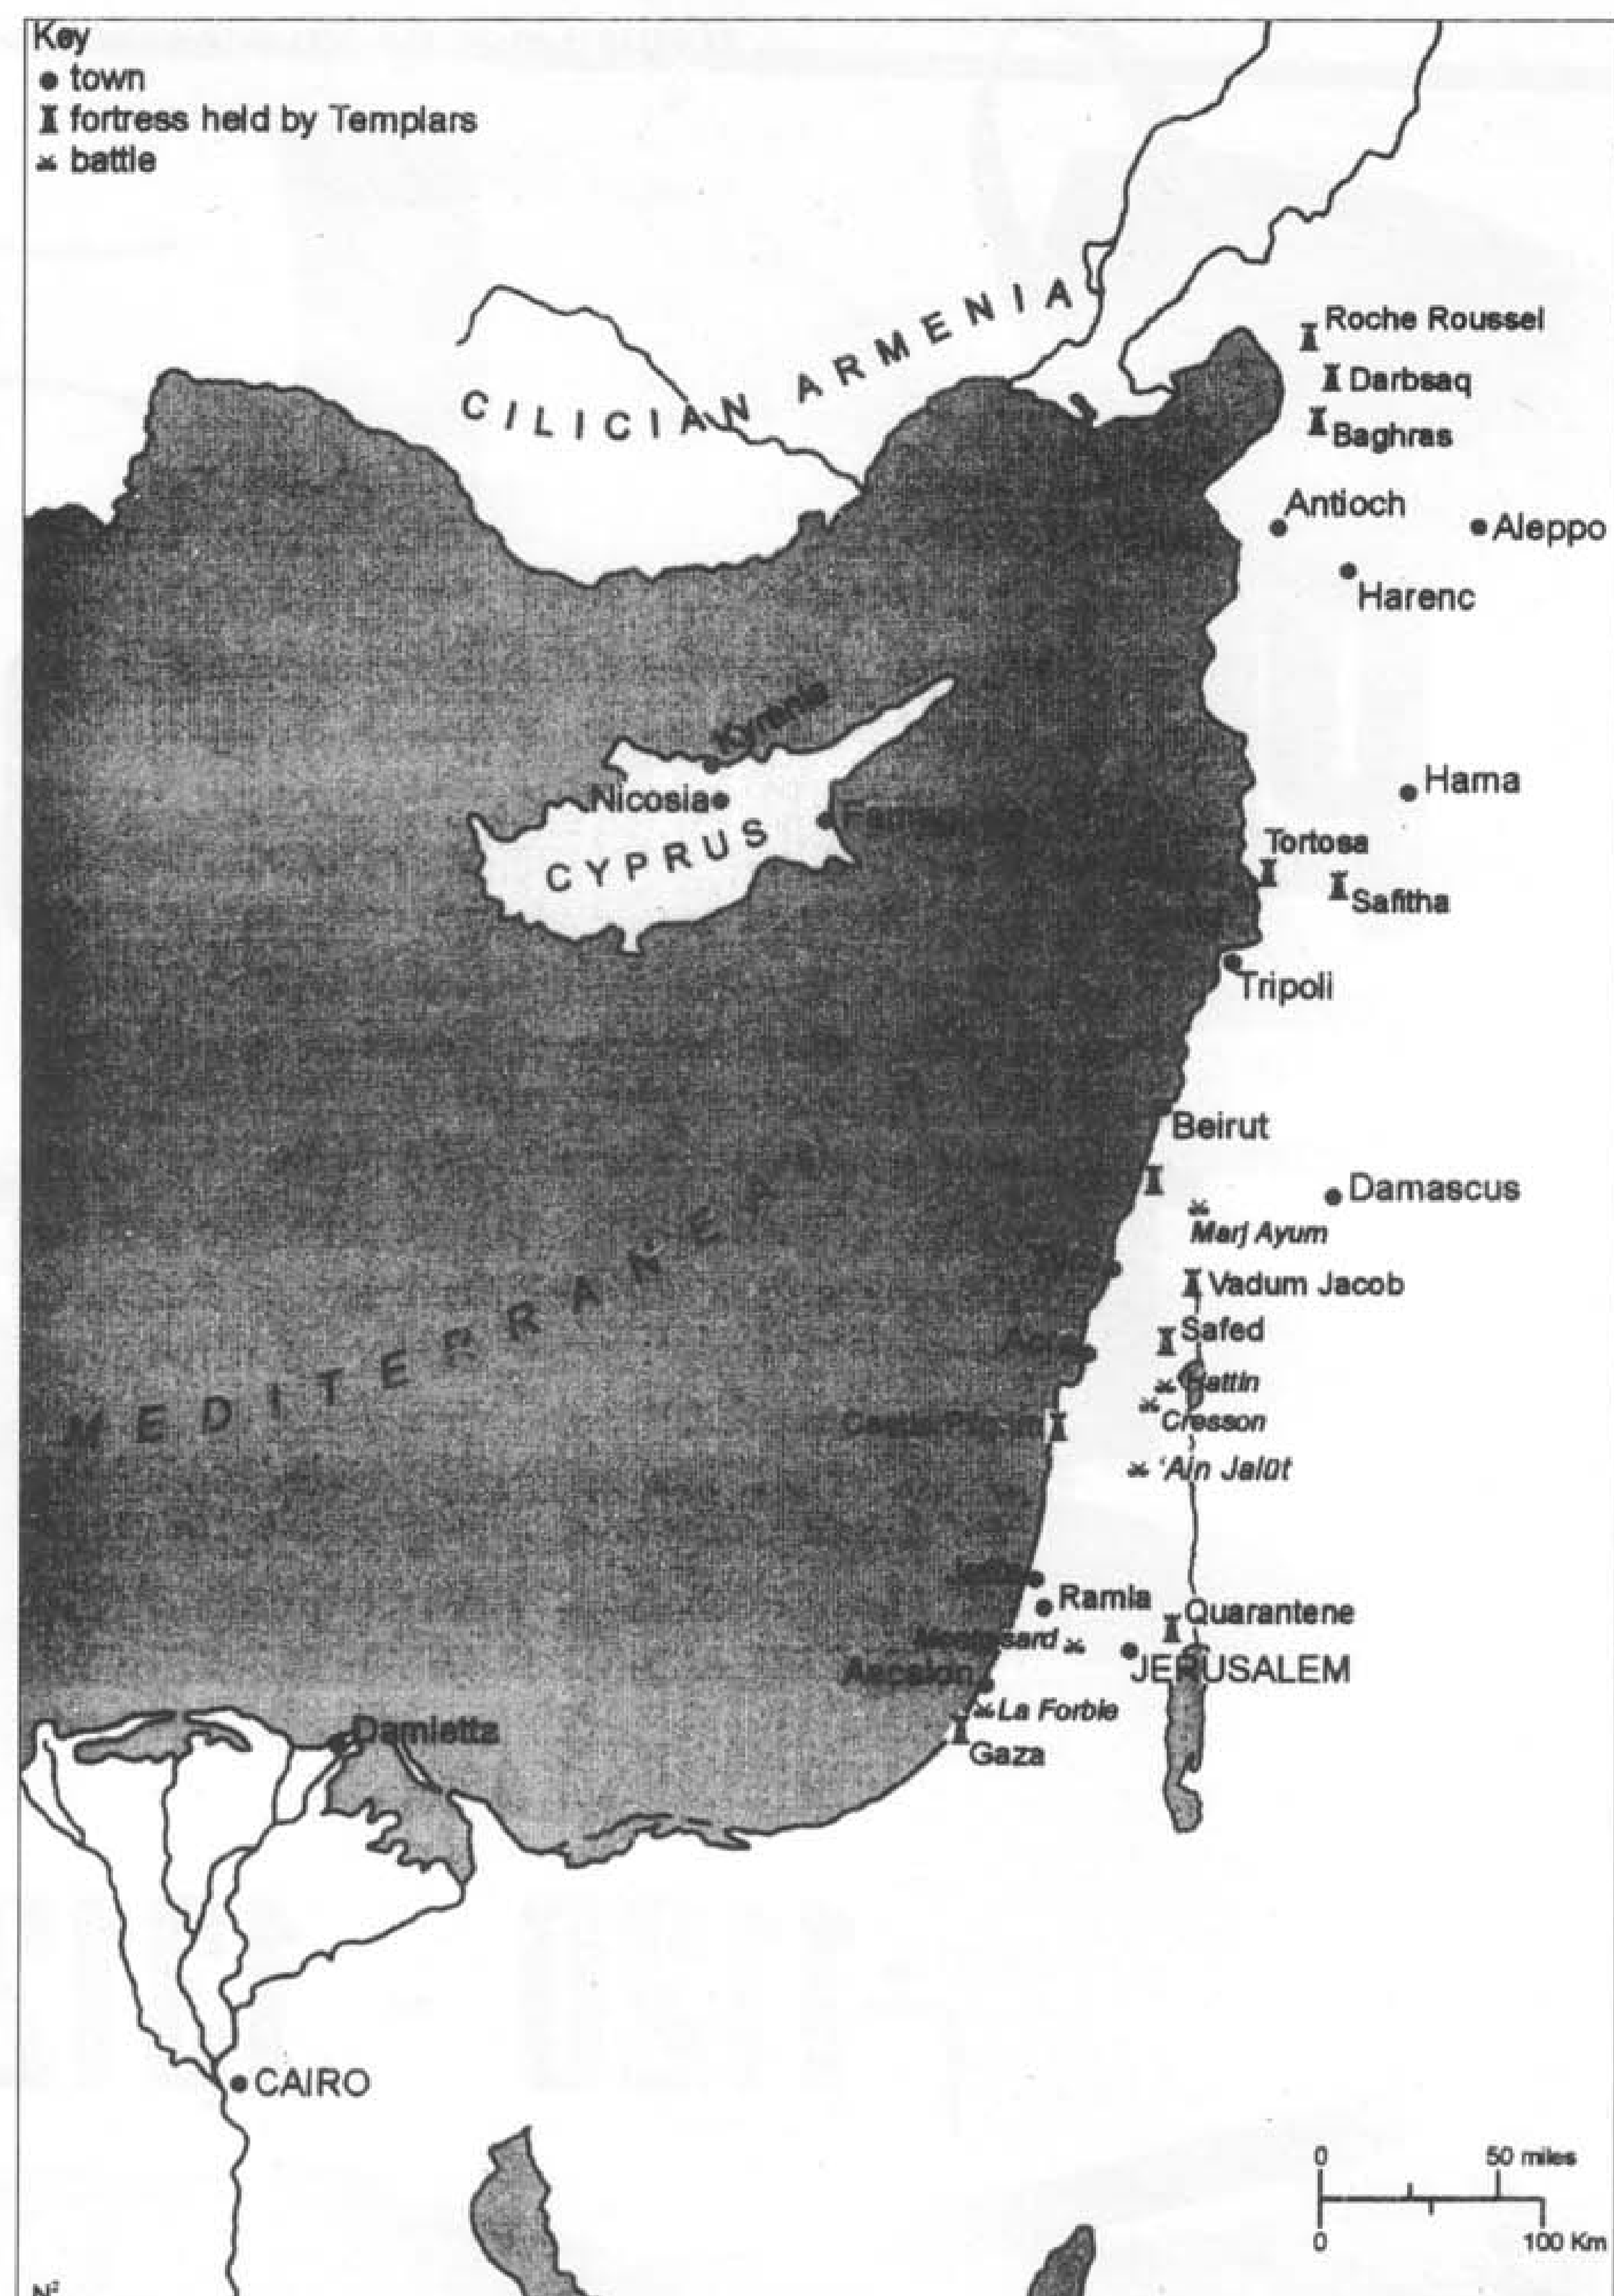 Key
town
fortress held by Templars
battle
CILICIAN ARMENIA
Roche Roussel
Darbsaq
Baghras
Antioch
Aleppo
Harenc
Kyrenia
Nicosia
CYPRUS
Hama
Tortosa
Safitha
Tripoli
Beirut
Damascus
Marj Ayum
MEDITERRANEAN
Vadum Jacob
Safed
Acre
Hattin
Cresson
'Ain Jalūt
Ramla
Quarantene
JERUSALEM
Ascalon
La Forbie
Gaza
Damietta
CAIRO
0 50 miles
0 100 Km